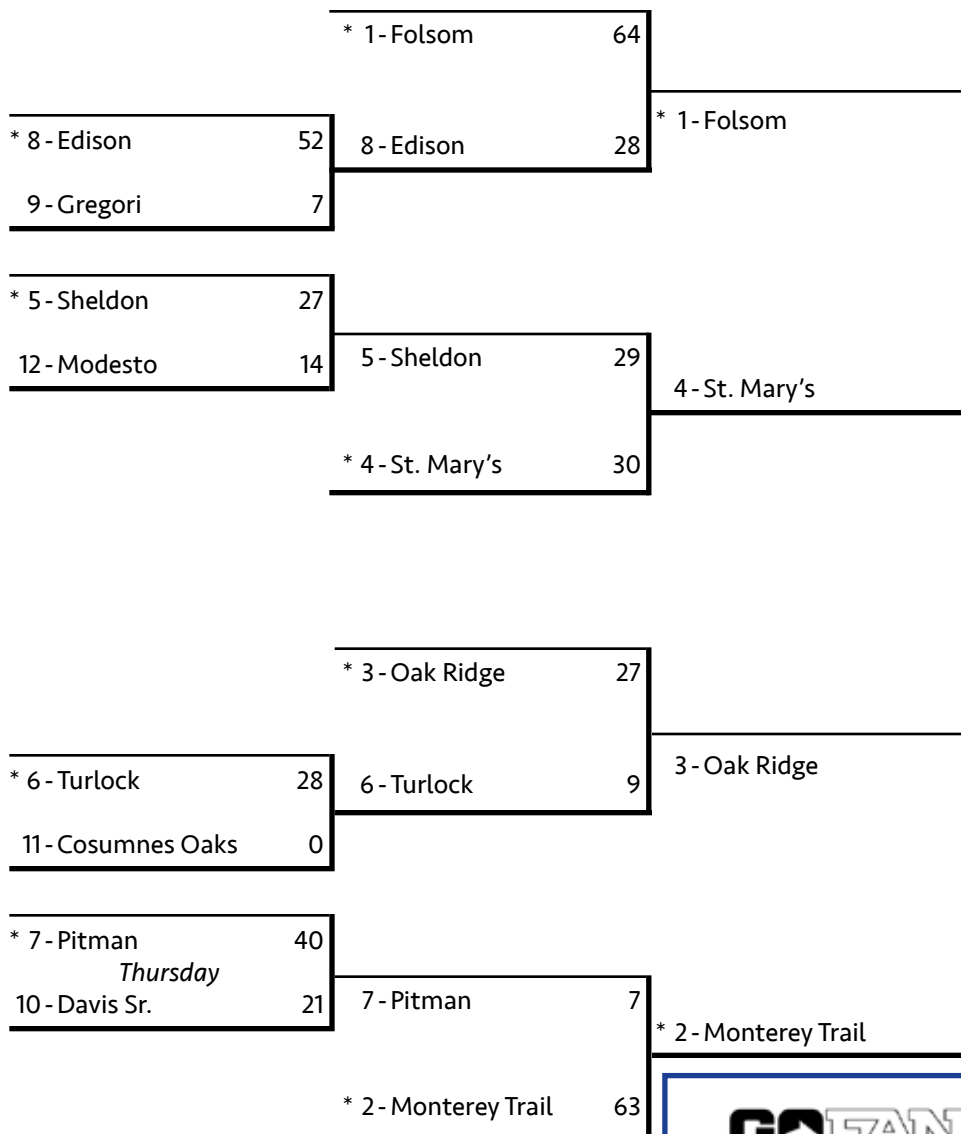 * 1 - Folsom 64
* 8 - Edison 52
8 - Edison 28
* 1 - Folsom
9 - Gregori 7
* 5 - Sheldon 27
12 - Modesto 14
5 - Sheldon 29
4 - St. Mary's
* 4 - St. Mary's 30
* 3 - Oak Ridge 27
* 6 - Turlock 28
6 - Turlock 9
3 - Oak Ridge
11 - Cosumnes Oaks 0
* 7 - Pitman 40
Thursday
10 - Davis Sr. 21
7 - Pitman 7
* 2 - Monterey Trail
* 2 - Monterey Trail 63
GOFAN